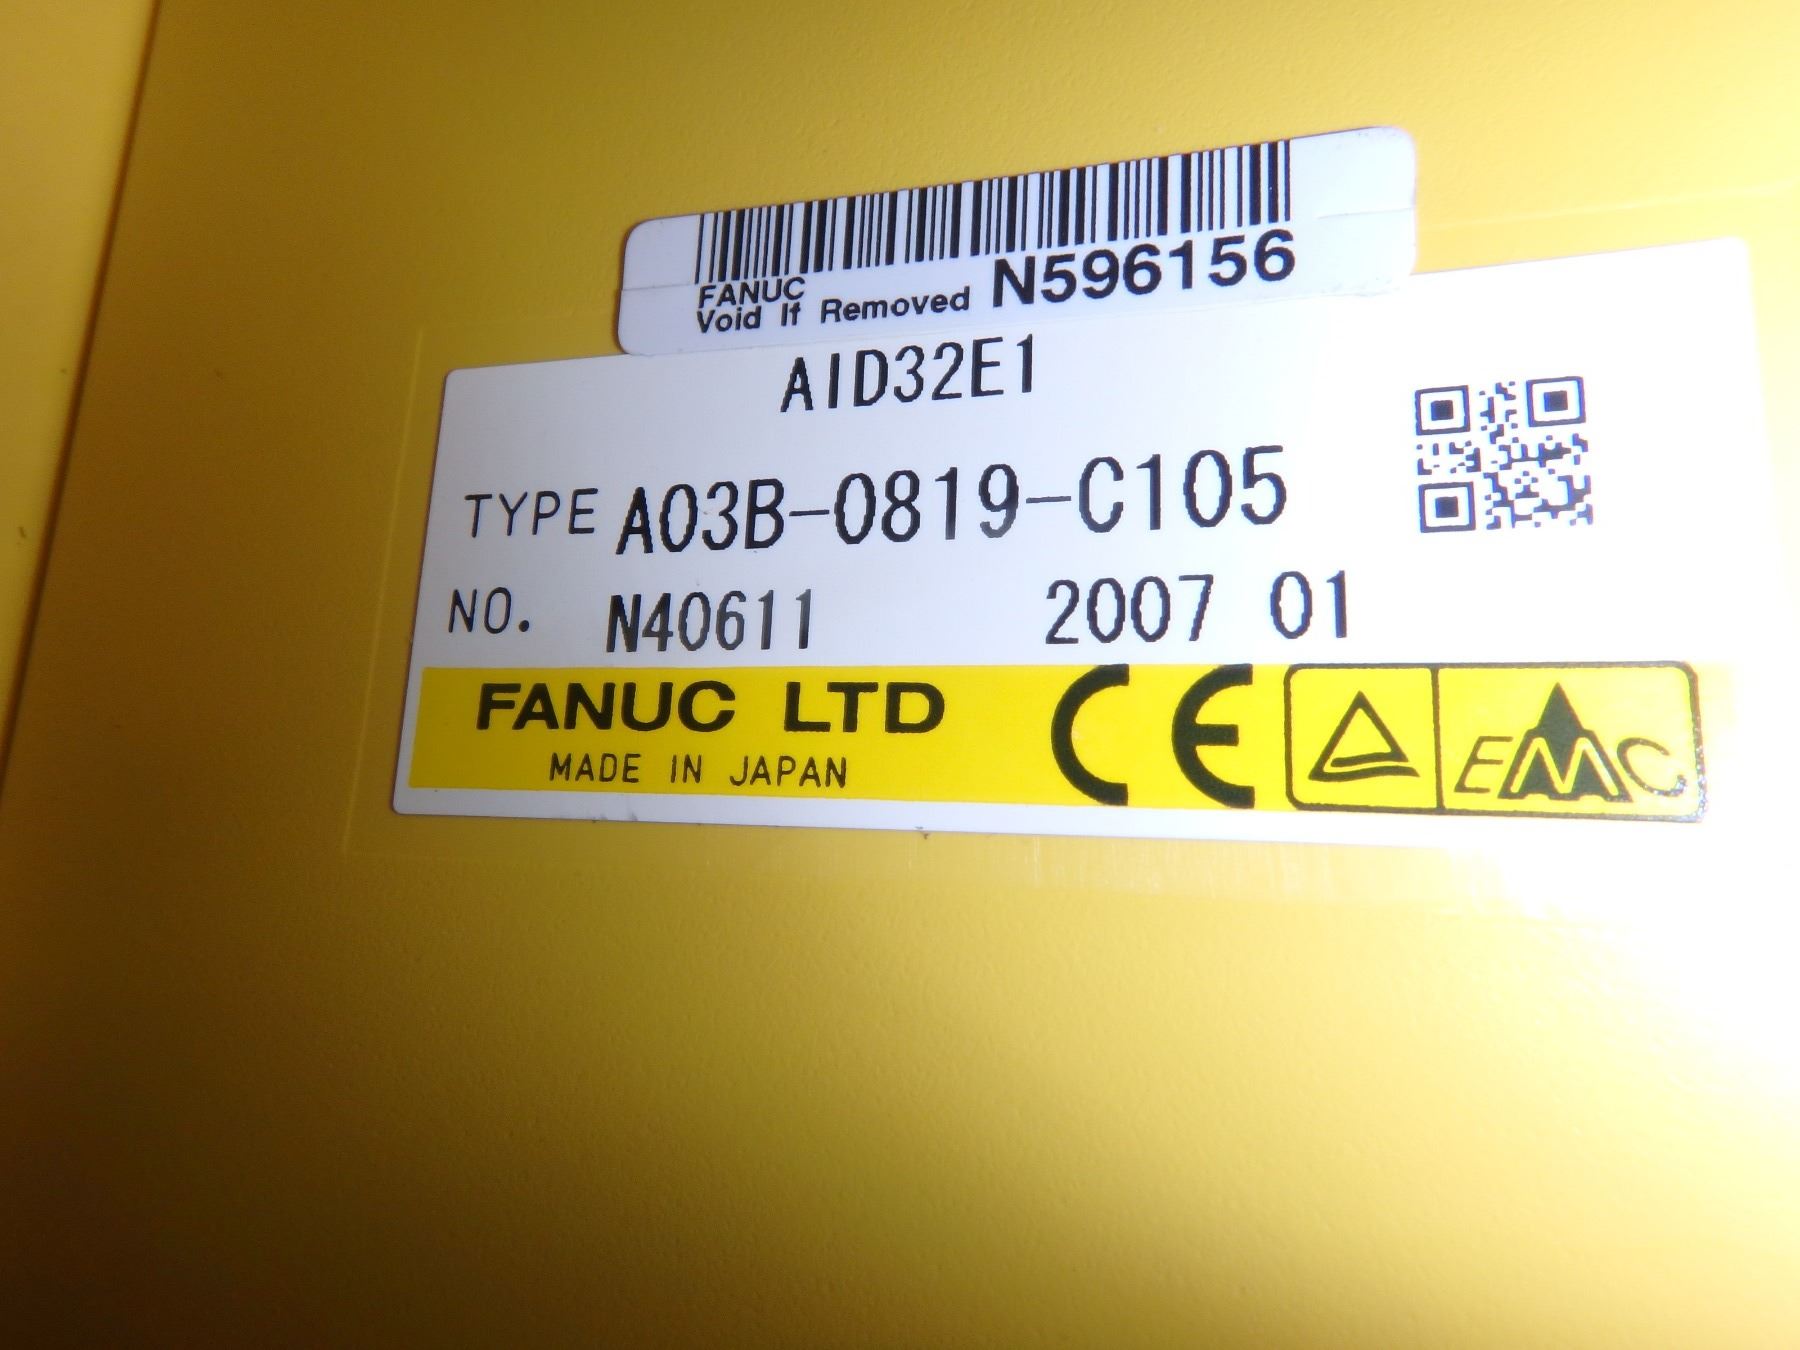 FANUC
Void If Removed N596156
AID32E1
TYPE A03B-0819-C105
NO. N40611 2007 01
FANUC LTD CE EMC
MADE IN JAPAN